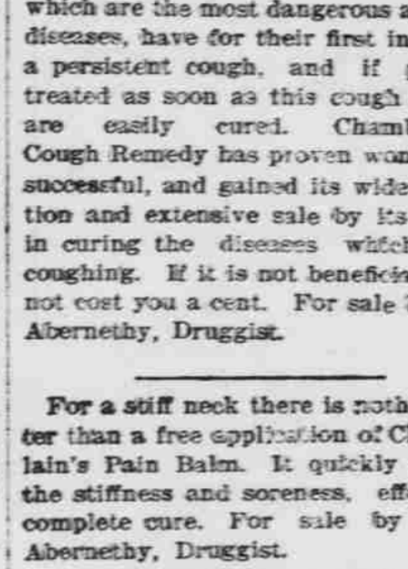 which are the most dangerous
diseases, have for their first in
a persistent cough, and if
treated as soon as this cough
are easily cured. Chamb
Cough Remedy has proven won
successful, and gained its wide
tion and extensive sale by its
in curing the diseases which
coughing. If it is not benefici
not cost you a cent. For sale
Abernethy, Druggist.
For a stiff neck there is noth
ter than a free application of C
lain's Pain Balm. It quickly
the stiffness and soreness, eff
complete cure. For sale by
Abernethy, Druggist.